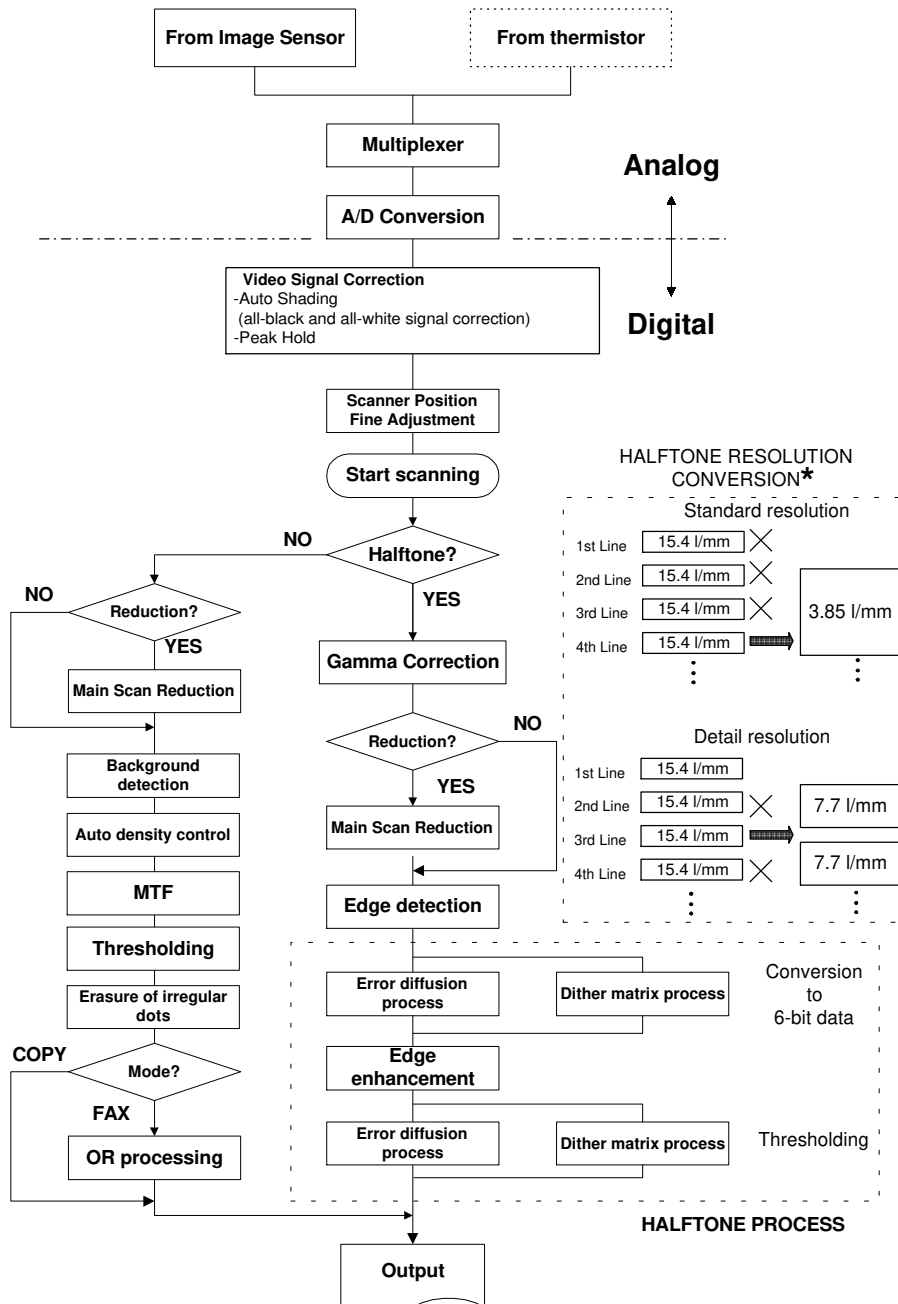 From Image Sensor
From thermistor
Multiplexer
Analog
A/D Conversion
Video Signal Correction
-Auto Shading
(all-black and all-white signal correction)
-Peak Hold
Digital
Scanner Position
Fine Adjustment
Start scanning
HALFTONE RESOLUTION
CONVERSION*
Standard resolution
1st Line 15.4 l/mm
2nd Line 15.4 l/mm
3rd Line 15.4 l/mm
3.85 l/mm
4th Line 15.4 l/mm
Detail resolution
1st Line 15.4 l/mm
2nd Line 15.4 l/mm
7.7 l/mm
3rd Line 15.4 l/mm
4th Line 15.4 l/mm
7.7 l/mm
NO
Halftone?
YES
NO
Reduction?
YES
Main Scan Reduction
Background
detection
Auto density control
MTF
Thresholding
Erasure of irregular
dots
COPY
Mode?
FAX
OR processing
Gamma Correction
NO
Reduction?
YES
Main Scan Reduction
Edge detection
Error diffusion
process
Dither matrix process
Conversion
to
6-bit data
Edge
enhancement
Error diffusion
process
Dither matrix process
Thresholding
HALFTONE PROCESS
Output